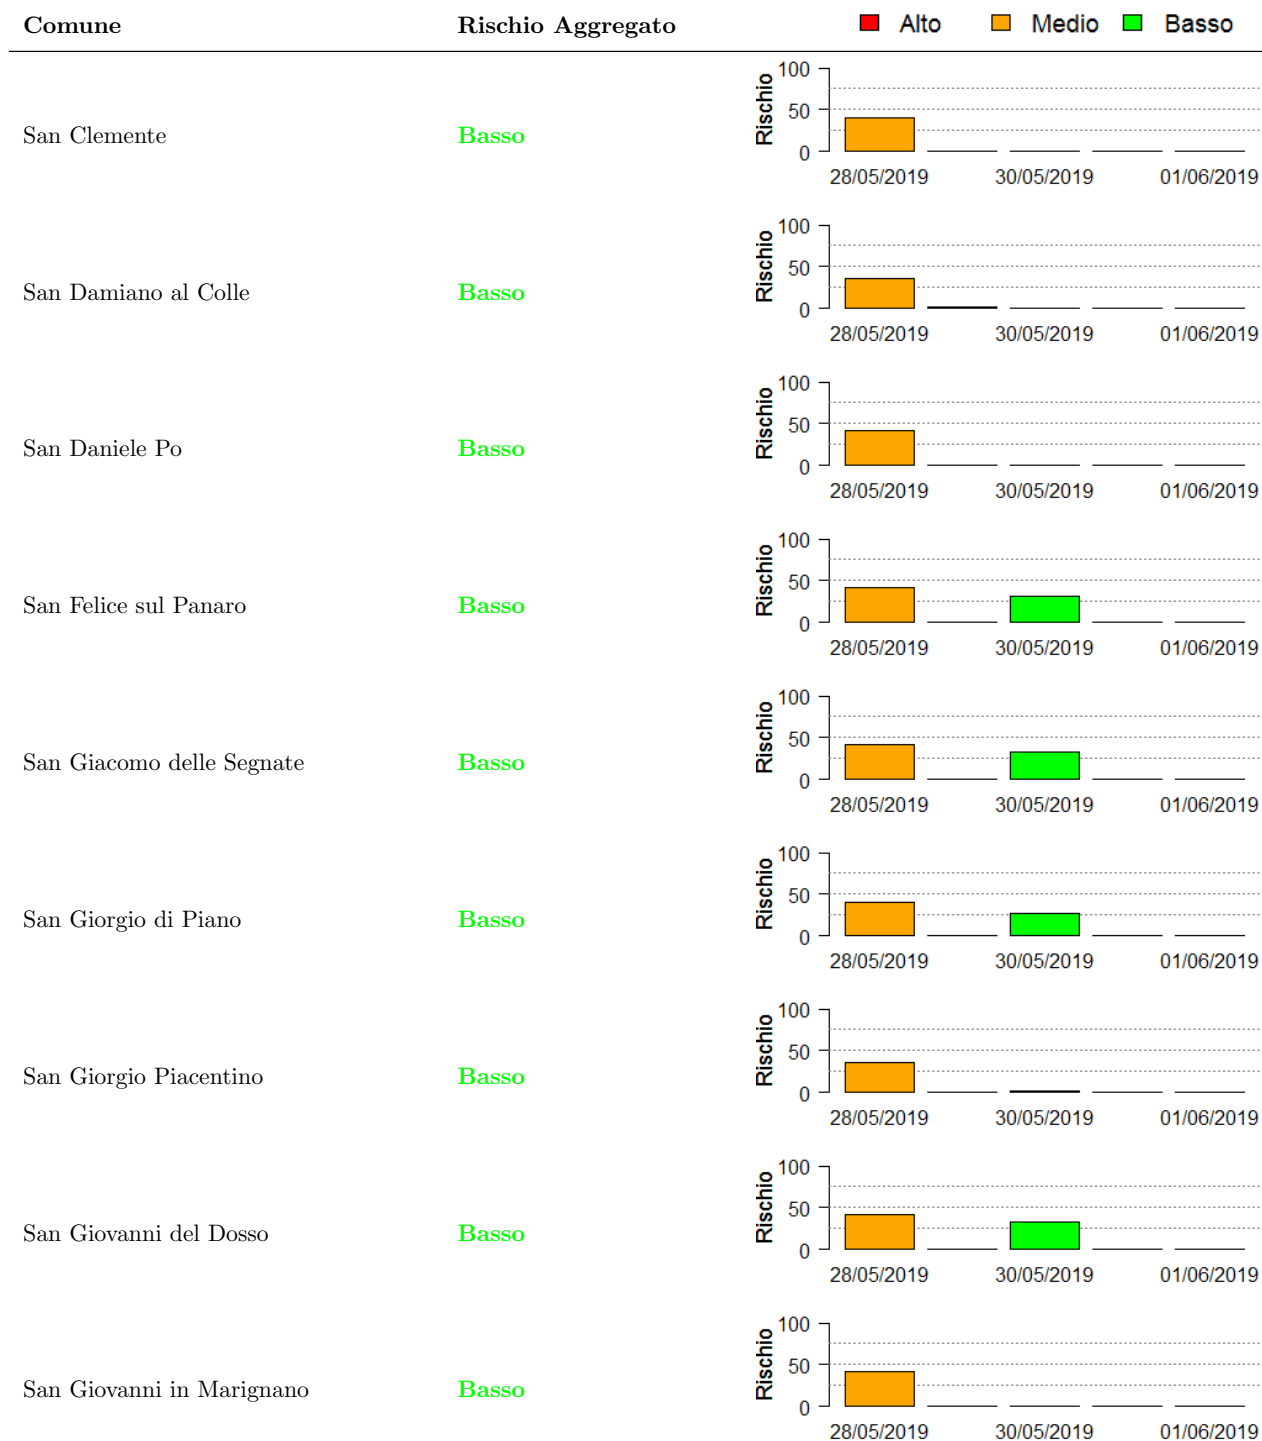 Comune Rischio Aggregato Alto Medio Basso
San Clemente Basso
Rischio
100
50
0
28/05/2019 30/05/2019 01/06/2019
San Damiano al Colle Basso
Rischio
100
50
0
28/05/2019 30/05/2019 01/06/2019
San Daniele Po Basso
Rischio
100
50
0
28/05/2019 30/05/2019 01/06/2019
San Felice sul Panaro Basso
Rischio
100
50
0
28/05/2019 30/05/2019 01/06/2019
San Giacomo delle Segnate Basso
Rischio
100
50
0
28/05/2019 30/05/2019 01/06/2019
San Giorgio di Piano Basso
Rischio
100
50
0
28/05/2019 30/05/2019 01/06/2019
San Giorgio Piacentino Basso
Rischio
100
50
0
28/05/2019 30/05/2019 01/06/2019
San Giovanni del Dosso Basso
Rischio
100
50
0
28/05/2019 30/05/2019 01/06/2019
San Giovanni in Marignano Basso
Rischio
100
50
0
28/05/2019 30/05/2019 01/06/2019